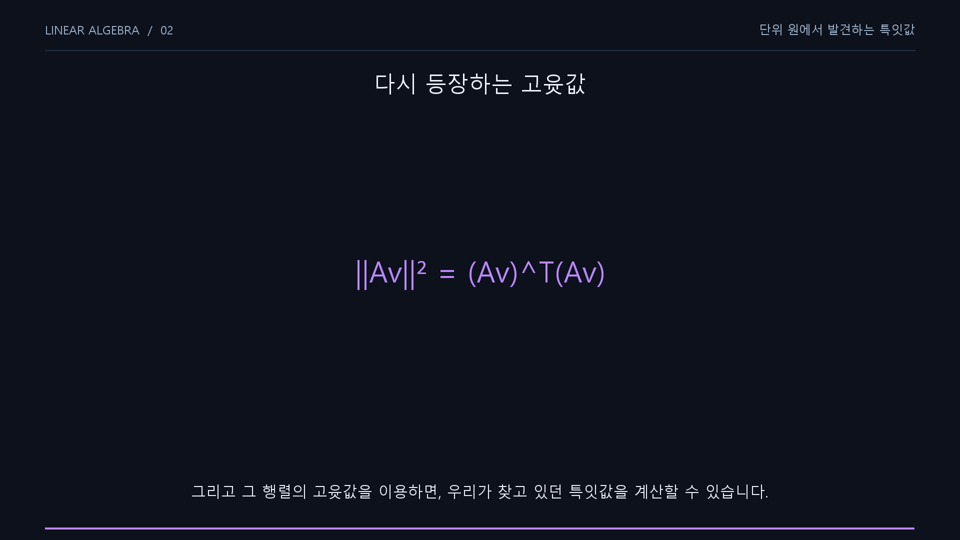 LINEAR ALGEBRA / 02
단위 원에서 발견하는 특잇값
다시 등장하는 고윳값
||Av||² = (Av)^T(Av)
그리고 그 행렬의 고윳값을 이용하면, 우리가 찾고 있던 특잇값을 계산할 수 있습니다.